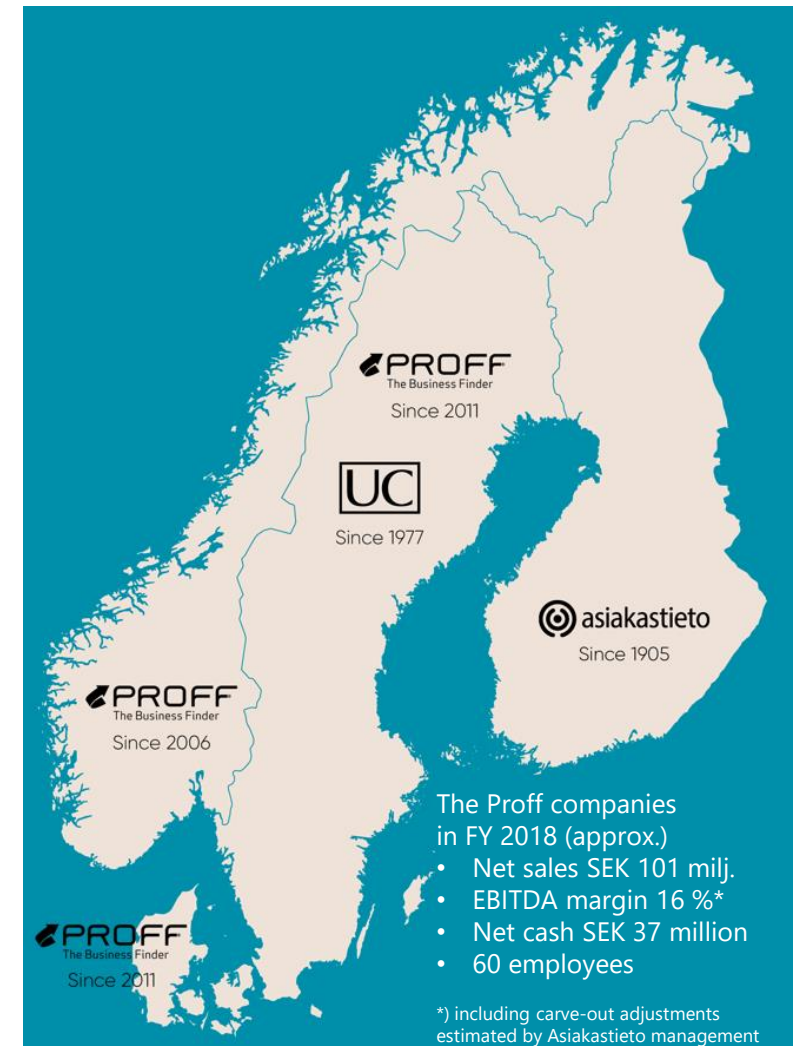 PROFF
The Business Finder
Since 2011
UC
Since 1977
asiakastieto
Since 1905
PROFF
The Business Finder
Since 2006
PROFF
The Business Finder
Since 2011
The Proff companies
in FY 2018 (approx.)
• Net sales SEK 101 milj.
• EBITDA margin 16 %*
• Net cash SEK 37 million
• 60 employees
*) including carve-out adjustments
estimated by Asiakastieto management